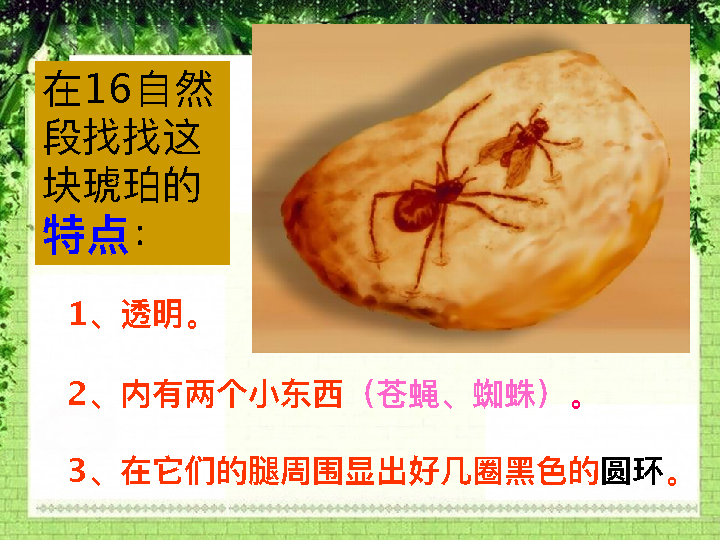 在16自然
段找找这
块琥珀的
特点：
1、透明。
2、内有两个小东西（苍蝇、蜘蛛）。
3、在它们的腿周围显出好几圈黑色的圆环。